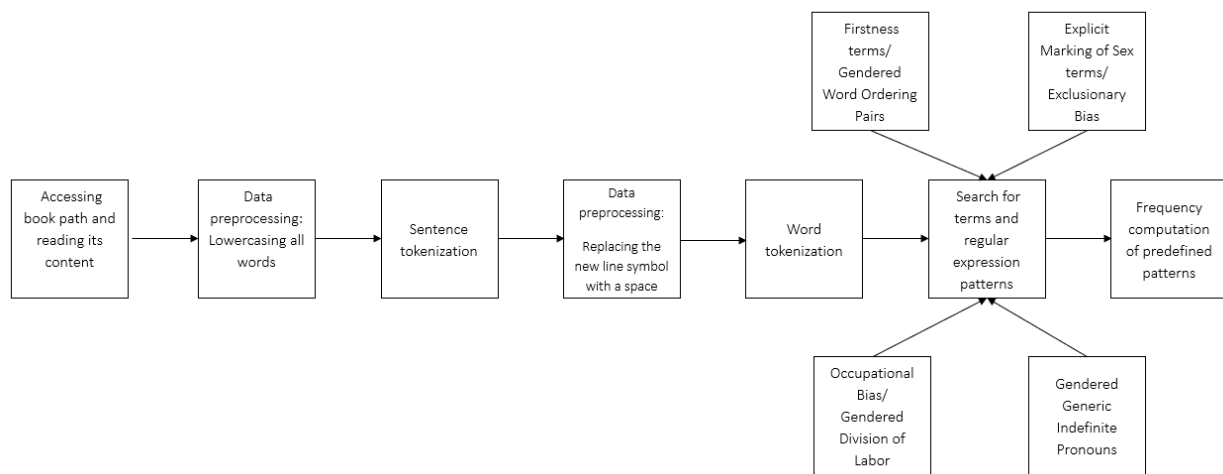 Firstness
terms/
Gendered
Word Ordering
Pairs
Explicit
Marking of Sex
terms/
Exclusionary
Bias
Accessing
book path and
reading its
content
Data
preprocessing:
Lowercasing all
words
Sentence
tokenization
Data
preprocessing:
Replacing the
new line symbol
with a space
Word
tokenization
Search for
terms and
regular
expression
patterns
Frequency
computation
of predefined
patterns
Occupational
Bias/
Gendered
Division of
Labor
Gendered
Generic
Indefinite
Pronouns